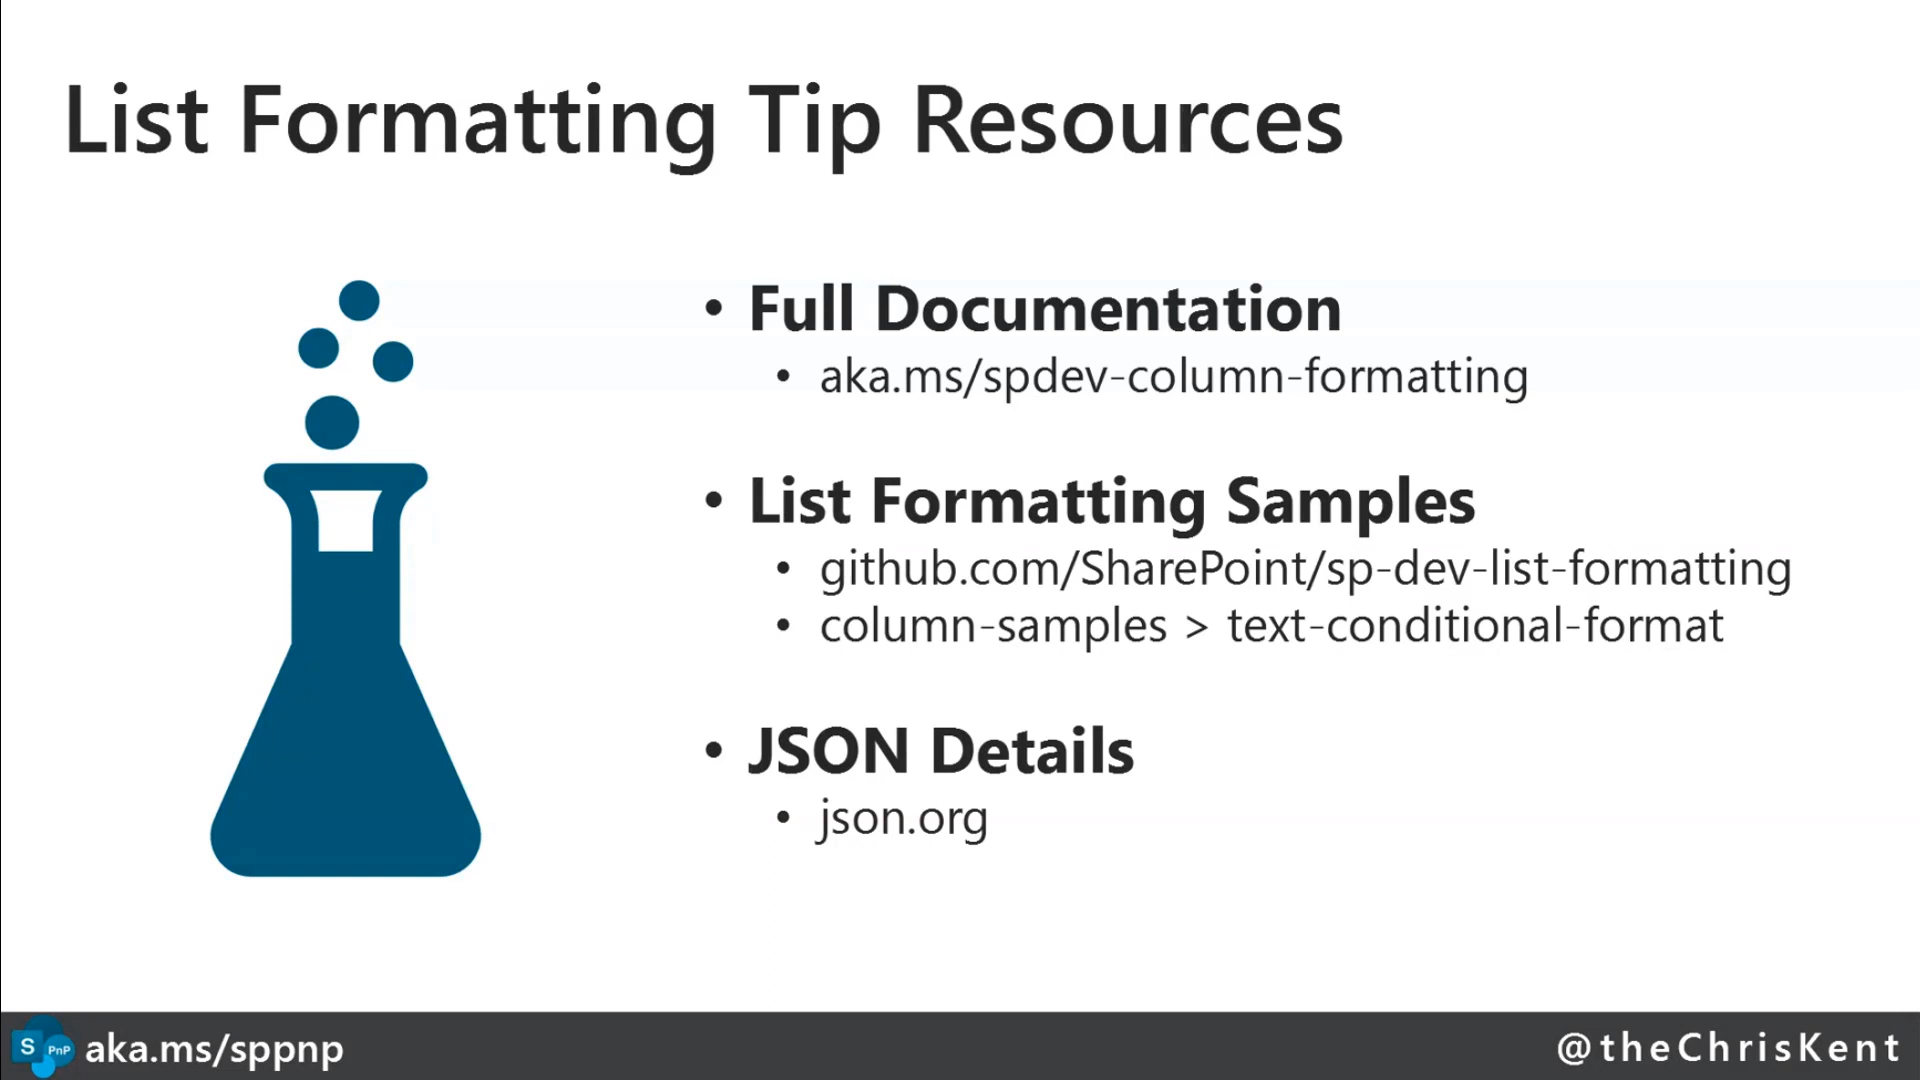 List Formatting Tip Resources
• Full Documentation
• aka.ms/spdev-column-formatting
• List Formatting Samples
• github.com/SharePoint/sp-dev-list-formatting
• column-samples > text-conditional-format
• JSON Details
• json.org
S PnP aka.ms/sppnp
@theChrisKent